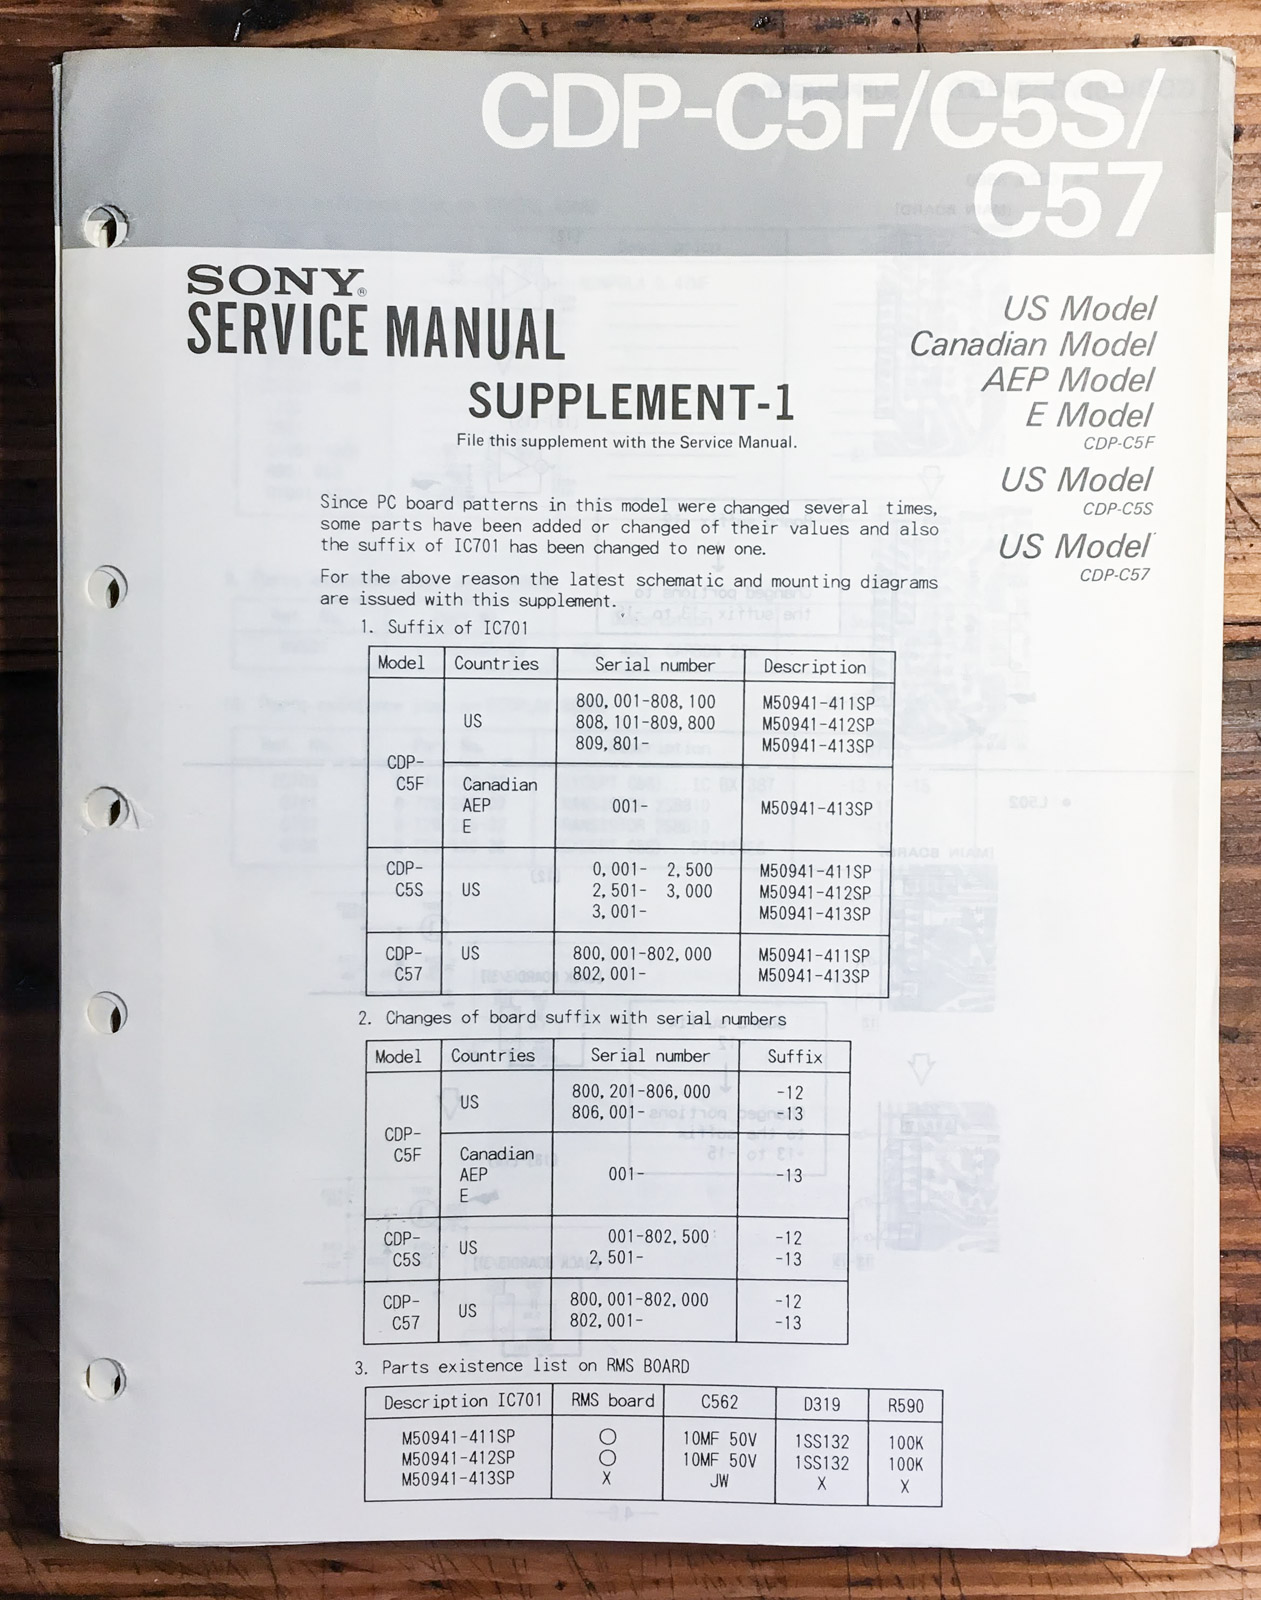 CDP-C5F/C5S/
C57
SONY®
SERVICE MANUAL
SUPPLEMENT-1
File this supplement with the Service Manual.
US Model
Canadian Model
AEP Model
E Model
CDP-C5F
US Model
CDP-C5S
US Model
CDP-C57
Since PC board patterns in this model were changed several times,
some parts have been added or changed of their values and also
the suffix of IC701 has been changed to new one.
For the above reason the latest schematic and mounting diagrams
are issued with this supplement.
1. Suffix of IC701
Model Countries Serial number Description
CDP-
C5F
US
800,001-808,100 M50941-411SP
808,101-809,800 M50941-412SP
809,801- M50941-413SP
Canadian
AEP 001- M50941-413SP
E
CDP-
C5S
US
0,001- 2,500 M50941-411SP
2,501- 3,000 M50941-412SP
3,001- M50941-413SP
CDP-
C57
US
800,001-802,000 M50941-411SP
802,001- M50941-413SP
2. Changes of board suffix with serial numbers
Model Countries Serial number Suffix
CDP-
C5F
US
800,201-806,000 -12
806,001- -13
Canadian
AEP 001- -13
E
CDP-
C5S
US
001-802,500 -12
2,501- -13
CDP-
C57
US
800,001-802,000 -12
802,001- -13
3. Parts existence list on RMS BOARD
Description IC701 RMS board C562 D319 R590
M50941-411SP ○ 10MF 50V 1SS132 100K
M50941-412SP ○ 10MF 50V 1SS132 100K
M50941-413SP X JW X X